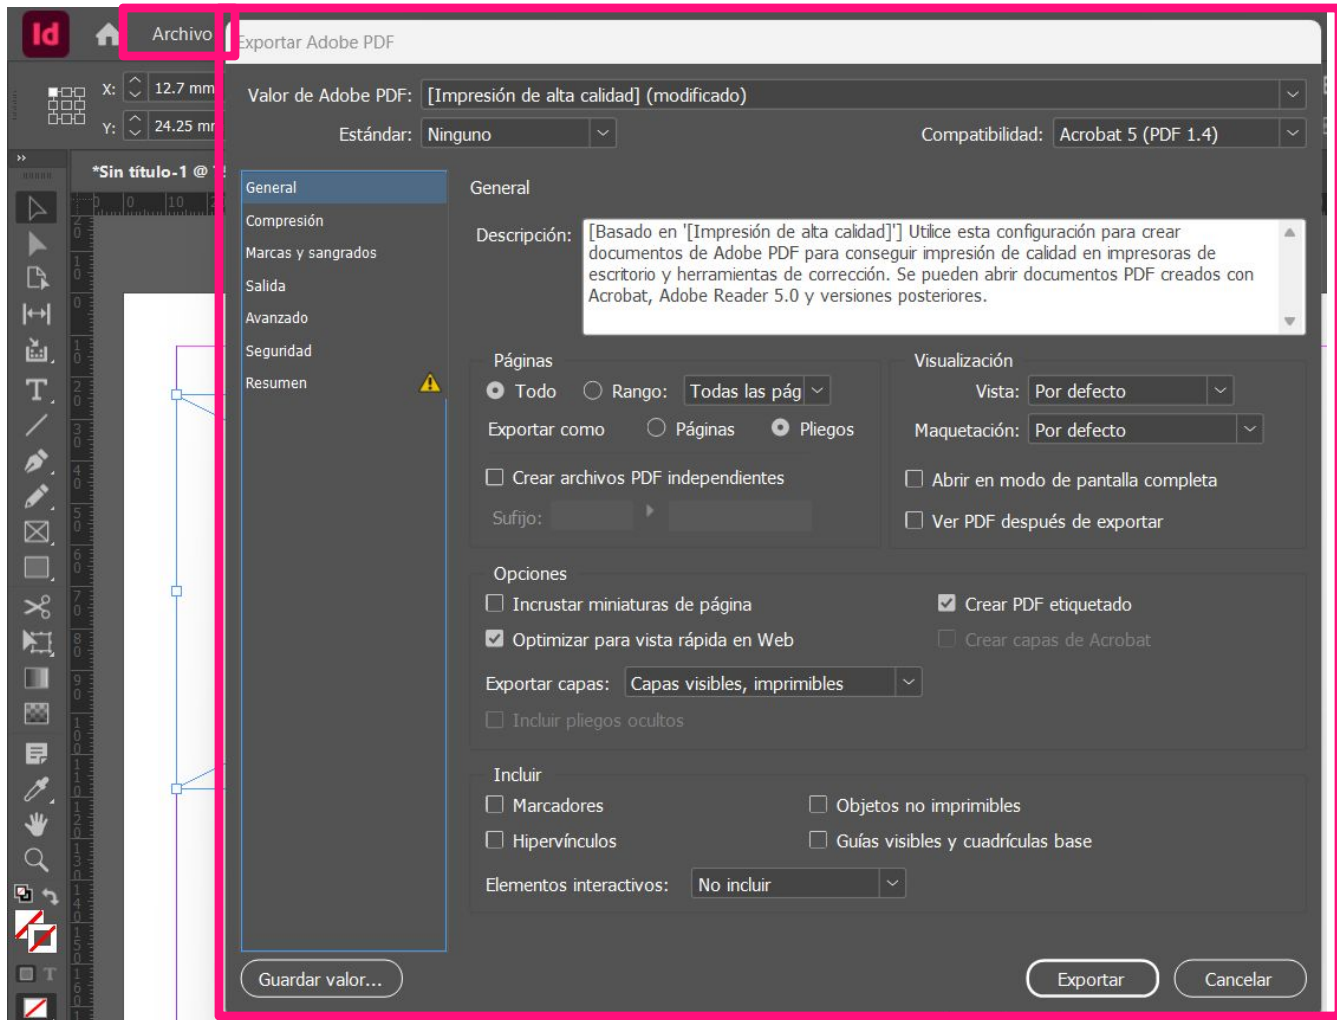 Id
Archivo
Exportar Adobe PDF
X: 12.7 mm
Y: 24.25 mm
*Sin título-1 @
0 10
Valor de Adobe PDF: [Impresión de alta calidad] (modificado)
Estándar: Ninguno
Compatibilidad: Acrobat 5 (PDF 1.4)
General
Compresión
Marcas y sangrados
Salida
Avanzado
Seguridad
Resumen
General
Descripción: [Basado en '[Impresión de alta calidad]'] Utilice esta configuración para crear
documentos de Adobe PDF para conseguir impresión de calidad en impresoras de
escritorio y herramientas de corrección. Se pueden abrir documentos PDF creados con
Acrobat, Adobe Reader 5.0 y versiones posteriores.
Páginas
Todo Rango: Todas las pág
Exportar como Páginas Pliegos
Crear archivos PDF independientes
Sufijo:
Visualización
Vista: Por defecto
Maquetación: Por defecto
Abrir en modo de pantalla completa
Ver PDF después de exportar
Opciones
Incrustar miniaturas de página
Crear PDF etiquetado
Optimizar para vista rápida en Web
Crear capas de Acrobat
Exportar capas: Capas visibles, imprimibles
Incluir pliegos ocultos
Incluir
Marcadores
Objetos no imprimibles
Hipervínculos
Guías visibles y cuadrículas base
Elementos interactivos: No incluir
Guardar valor...
Exportar
Cancelar